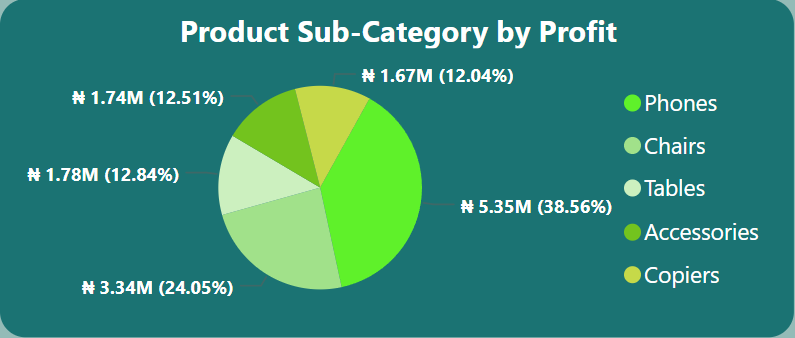 Product Sub-Category by Profit
₦ 1.67M (12.04%)
₦ 1.74M (12.51%)
₦ 1.78M (12.84%)
₦ 5.35M (38.56%)
₦ 3.34M (24.05%)
Phones
Chairs
Tables
Accessories
Copiers